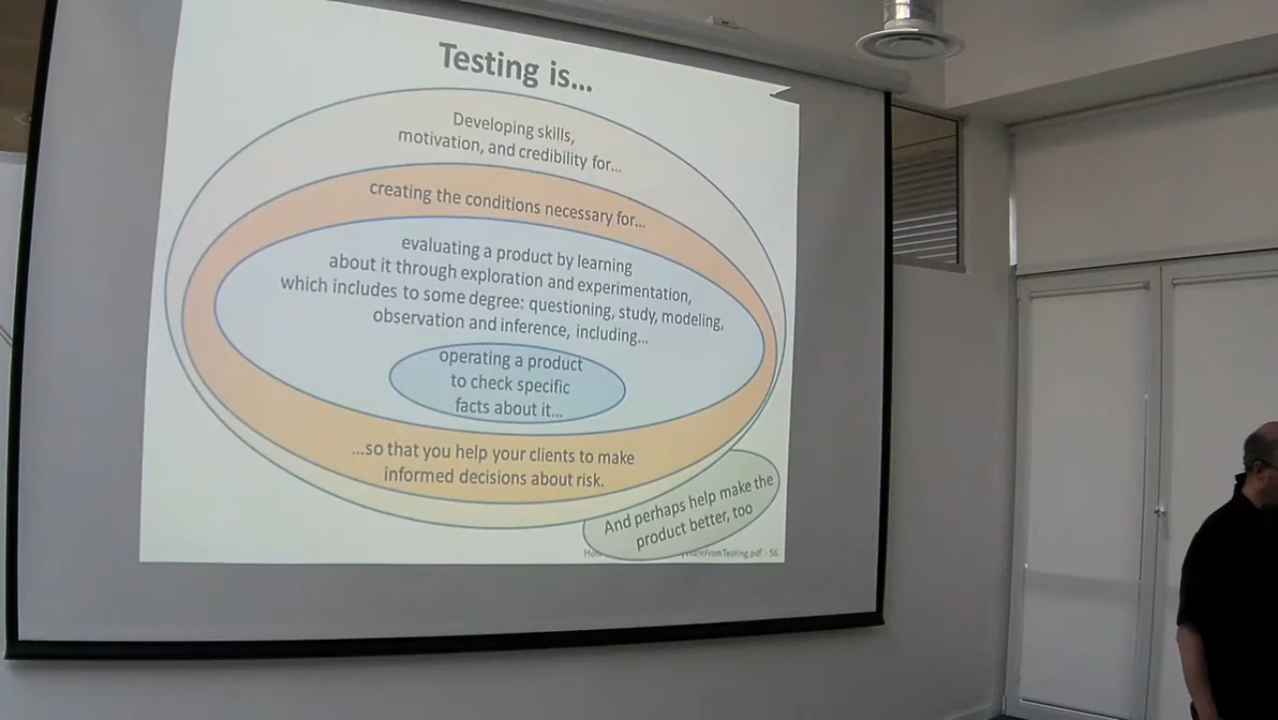 Testing is...
Developing skills,
motivation, and credibility for...
creating the conditions necessary for...
evaluating a product by learning
about it through exploration and experimentation,
which includes to some degree: questioning, study, modeling,
observation and inference, including...
operating a product
to check specific
facts about it...
...so that you help your clients to make
informed decisions about risk.
And perhaps help make the
product better, too
FromTesting.pdf - 56